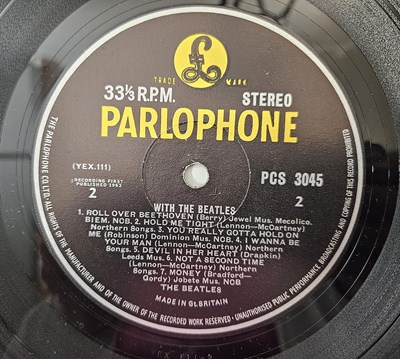 TRADE MARK
33⅓ R.P.M. STEREO
PARLOPHONE
(YEX.111) PCS 3045
RECORDING FIRST
PUBLISHED 1963
2 2
WITH THE BEATLES
1. ROLL OVER BEETHOVEN (Berry) Jewel Mus. Mecolico.
BIEM. NCB. 2. HOLD ME TIGHT (Lennon—McCartney)
Northern Songs. 3. YOU REALLY GOTTA HOLD ON
ME (Robinson) Dominion Mus. NCB. 4. I WANNA BE
YOUR MAN (Lennon—McCartney) Northern
Songs. 5. DEVIL IN HER HEART (Drapkin)
Leeds Mus. 6. NOT A SECOND TIME
(Lennon—McCartney) Northern
Songs. 7. MONEY (Bradford—
Gordy) Jobete Mus. NCB
THE BEATLES
MADE IN GT. BRITAIN
THE PARLOPHONE CO. LTD. ALL RIGHTS OF THE MANUFACTURER AND OF THE OWNER OF THE RECORDED WORK RESERVED. UNAUTHORISED PUBLIC PERFORMANCE, BROADCASTING AND COPYING OF THIS RECORD PROHIBITED